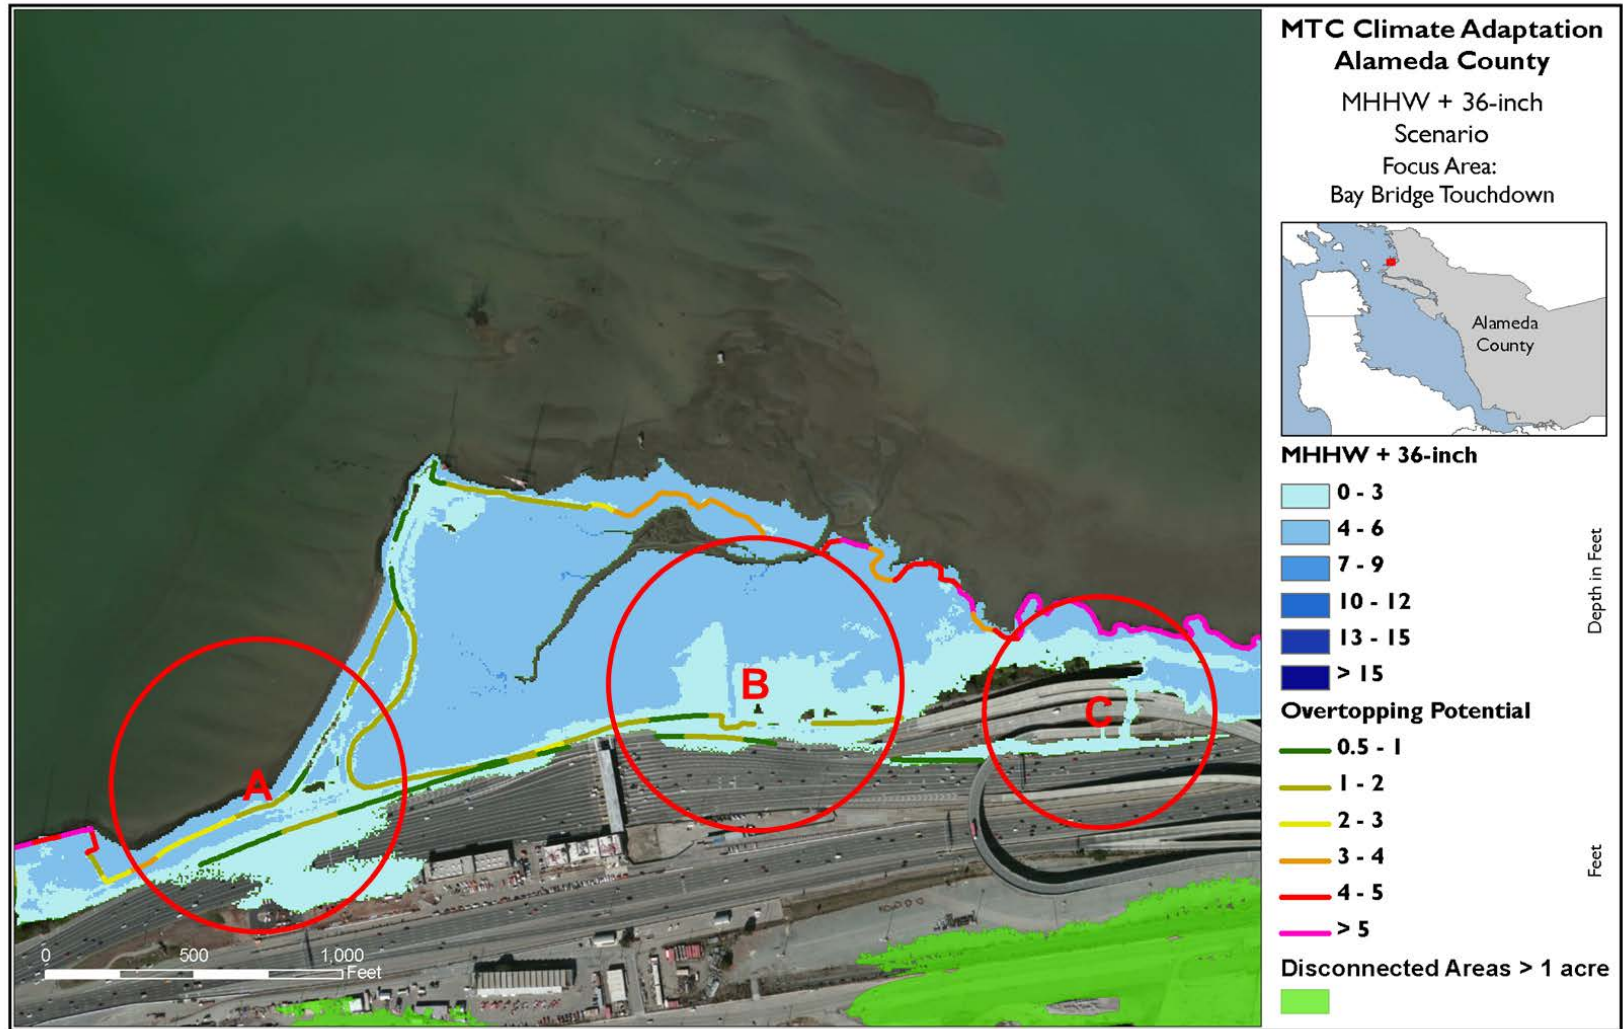 MTC Climate Adaptation
Alameda County
MHHW + 36-inch
Scenario
Focus Area:
Bay Bridge Touchdown
Alameda
County
MHHW + 36-inch
0 - 3
4 - 6
7 - 9
10 - 12
13 - 15
> 15
Depth in Feet
Overtopping Potential
0.5 - 1
1 - 2
2 - 3
3 - 4
4 - 5
> 5
Feet
Disconnected Areas > 1 acre
A
B
C
0 500 1,000
Feet